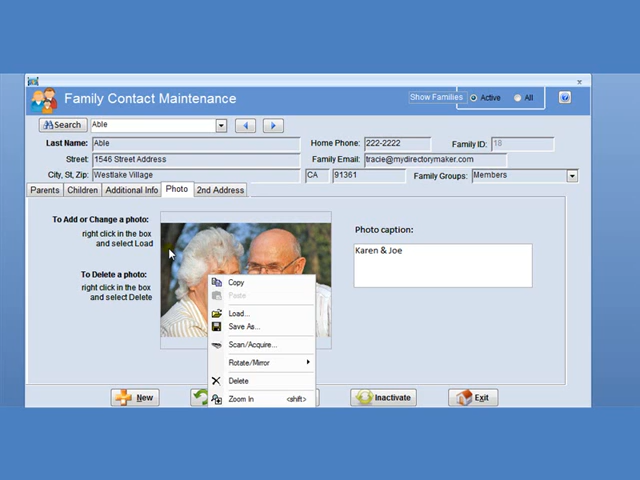 Family Contact Maintenance
Show Families Active All
Search Able
Last Name: Able Home Phone: 222-2222 Family ID: 18
Street: 1546 Street Address Family Email: tracie@mydirectorymaker.com
City, St, Zip: Westlake Village CA 91361 Family Groups: Members
Parents Children Additional Info Photo 2nd Address
To Add or Change a photo:
right click in the box
and select Load
To Delete a photo:
right click in the box
and select Delete
Photo caption:
Karen & Joe
Copy
Paste
Load...
Save As...
Scan/Acquire...
Rotate/Mirror
Delete
Zoom In <shift>
New Inactivate Exit